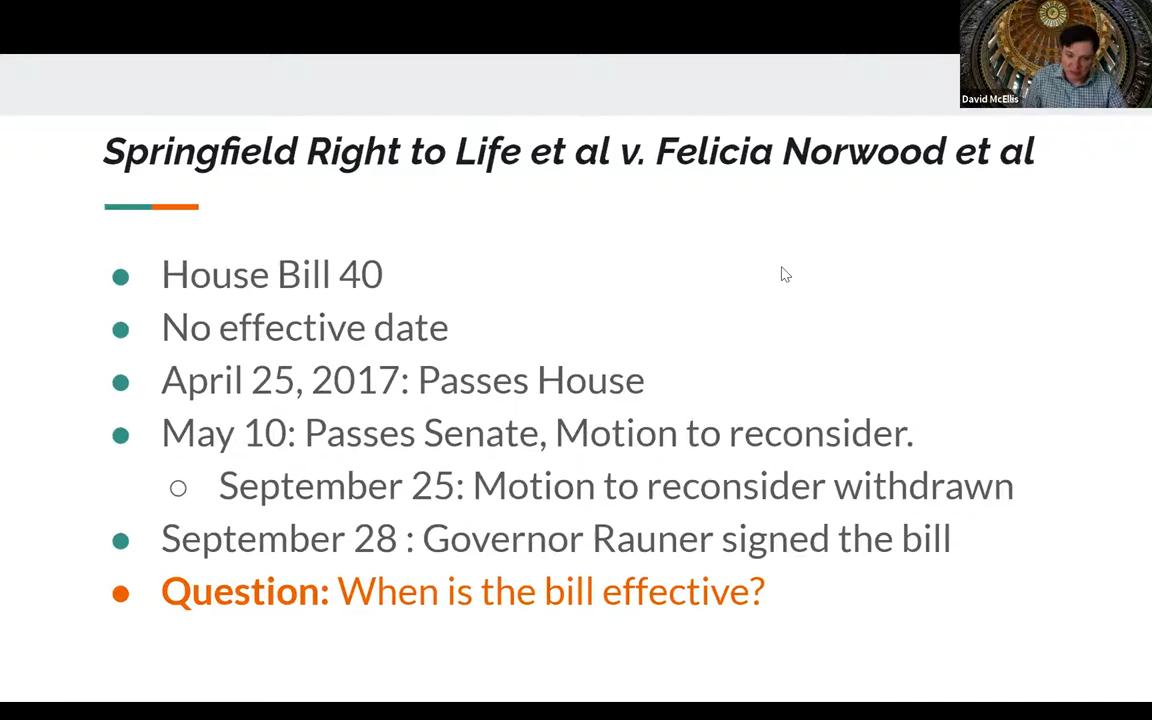 David McEllis
Springfield Right to Life et al v. Felicia Norwood et al
● House Bill 40
● No effective date
● April 25, 2017: Passes House
● May 10: Passes Senate, Motion to reconsider.
○ September 25: Motion to reconsider withdrawn
● September 28 : Governor Rauner signed the bill
● Question: When is the bill effective?